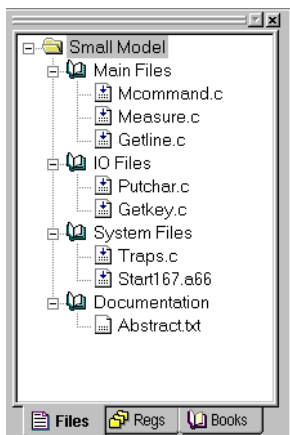 Small Model
Main Files
Mcommand.c
Measure.c
Getline.c
IO Files
Putchar.c
Getkey.c
System Files
Traps.c
Start167.a66
Documentation
Abstract.txt
Files Regs Books